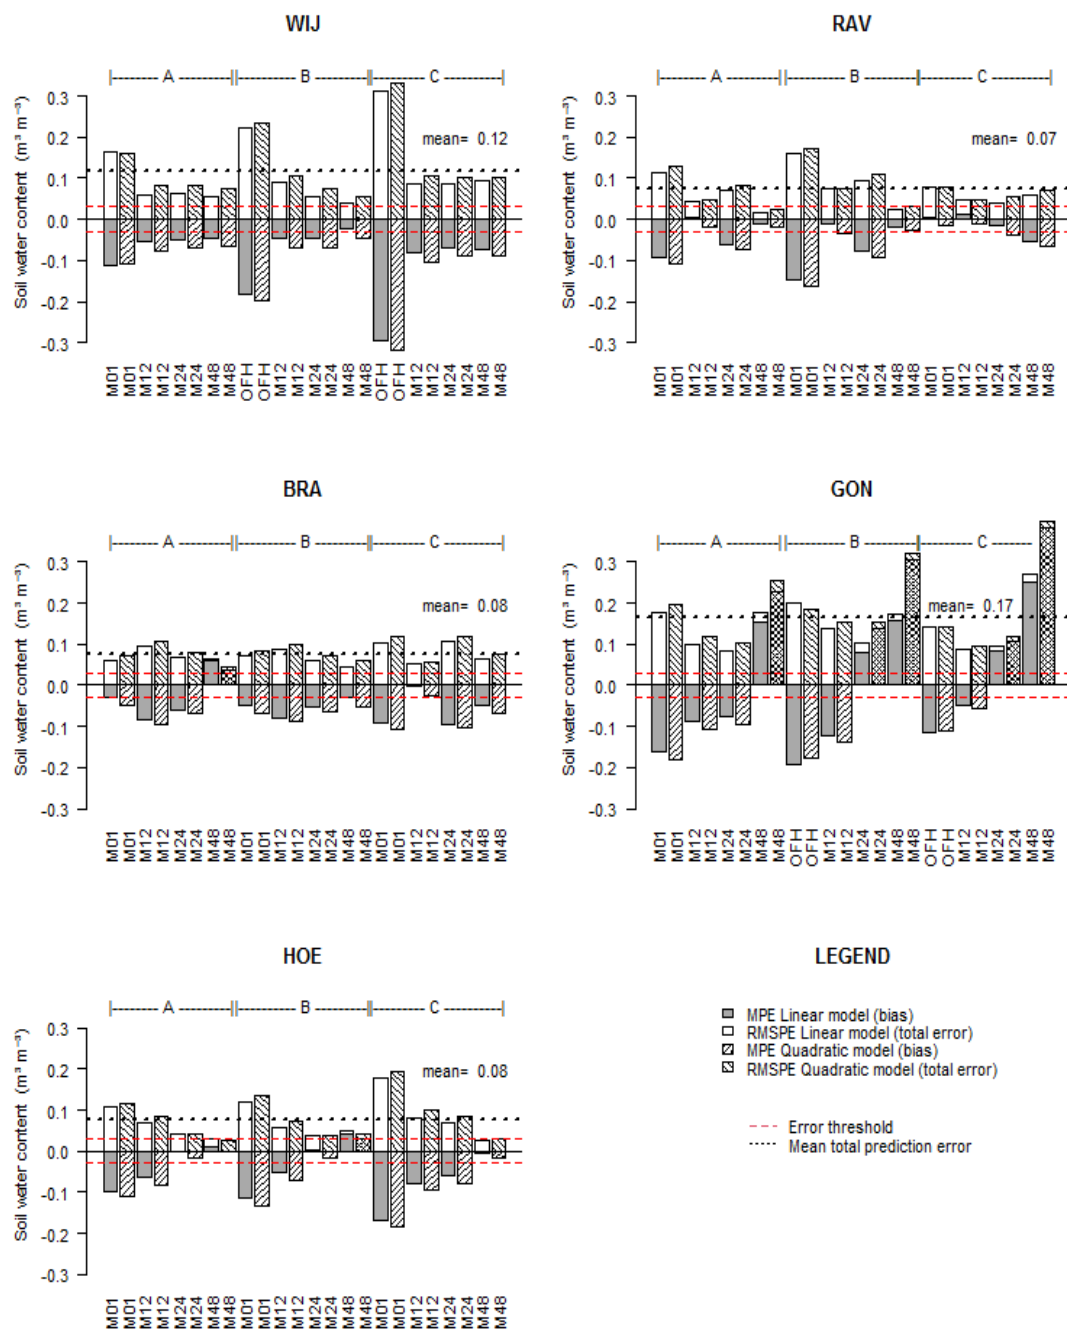 WIJ
|-------- A --------||-------- B --------||-------- C --------|
Soil water content (m³ m⁻³)
0.3
0.2
0.1
0.0
-0.1
-0.2
-0.3
mean= 0.12
M01 M01 M12 M12 M24 M24 M48 M48 OFH OFH M12 M12 M24 M24 M48 M48 OFH OFH M12 M12 M24 M24 M48 M48
RAV
|-------- A --------||-------- B --------||-------- C --------|
Soil water content (m³ m⁻³)
0.3
0.2
0.1
0.0
-0.1
-0.2
-0.3
mean= 0.07
M01 M01 M12 M12 M24 M24 M48 M48 M01 M01 M12 M12 M24 M24 M48 M48 M01 M01 M12 M12 M24 M24 M48 M48
BRA
|-------- A --------||-------- B --------||-------- C --------|
Soil water content (m³ m⁻³)
0.3
0.2
0.1
0.0
-0.1
-0.2
-0.3
mean= 0.08
M01 M01 M12 M12 M24 M24 M48 M48 M01 M01 M12 M12 M24 M24 M48 M48 M01 M01 M12 M12 M24 M24 M48 M48
GON
|-------- A --------||-------- B --------||-------- C --------
Soil water content (m³ m⁻³)
0.3
0.2
0.1
0.0
-0.1
-0.2
-0.3
mean= 0.17
M01 M01 M12 M12 M24 M24 M48 M48 OFH OFH M12 M12 M24 M24 M48 M48 OFH OFH M12 M12 M24 M24 M48 M48
HOE
|-------- A --------||-------- B --------||-------- C --------|
Soil water content (m³ m⁻³)
0.3
0.2
0.1
0.0
-0.1
-0.2
-0.3
mean= 0.08
M01 M01 M12 M12 M24 M24 M48 M48 M01 M01 M12 M12 M24 M24 M48 M48 M01 M01 M12 M12 M24 M24 M48 M48
LEGEND
MPE Linear model (bias)
RMSPE Linear model (total error)
MPE Quadratic model (bias)
RMSPE Quadratic model (total error)
Error threshold
Mean total prediction error